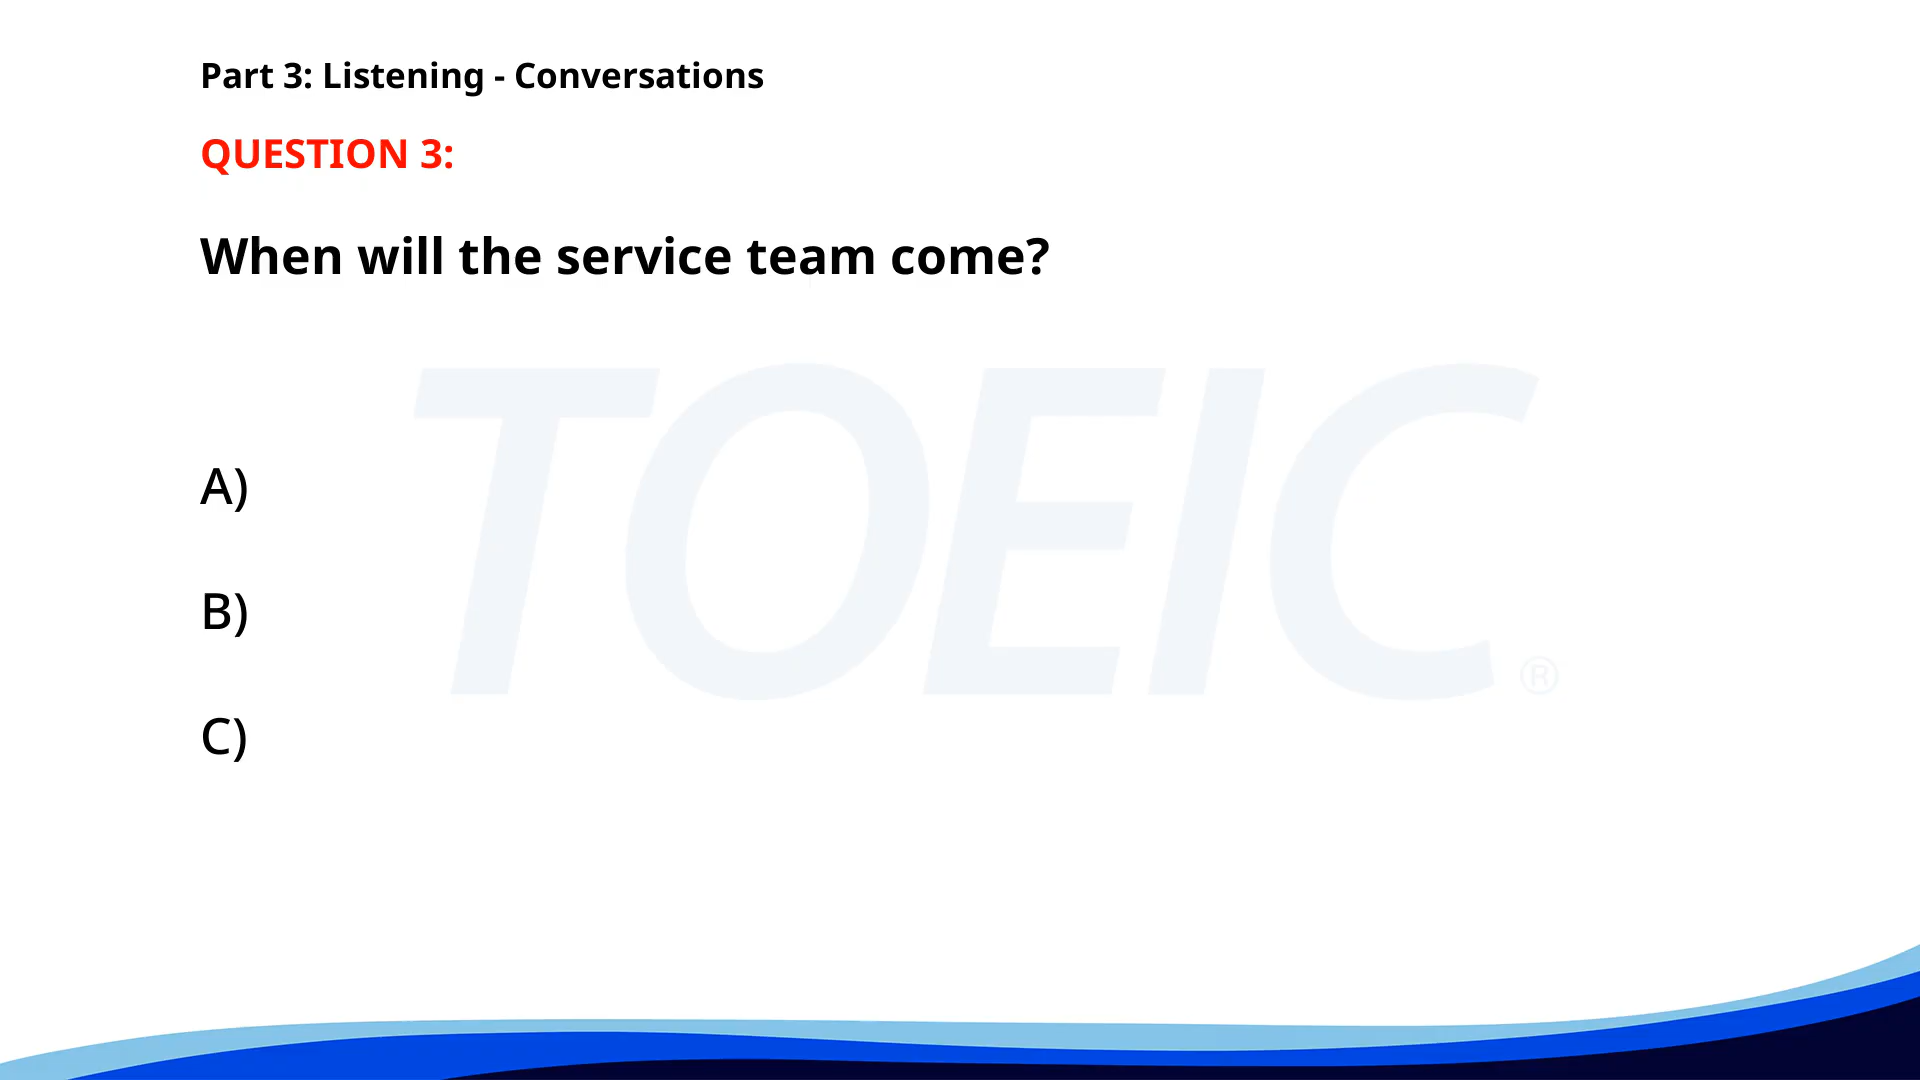 Part 3: Listening - Conversations
QUESTION 3:
When will the service team come?
TOEIC®
A)
B)
C)